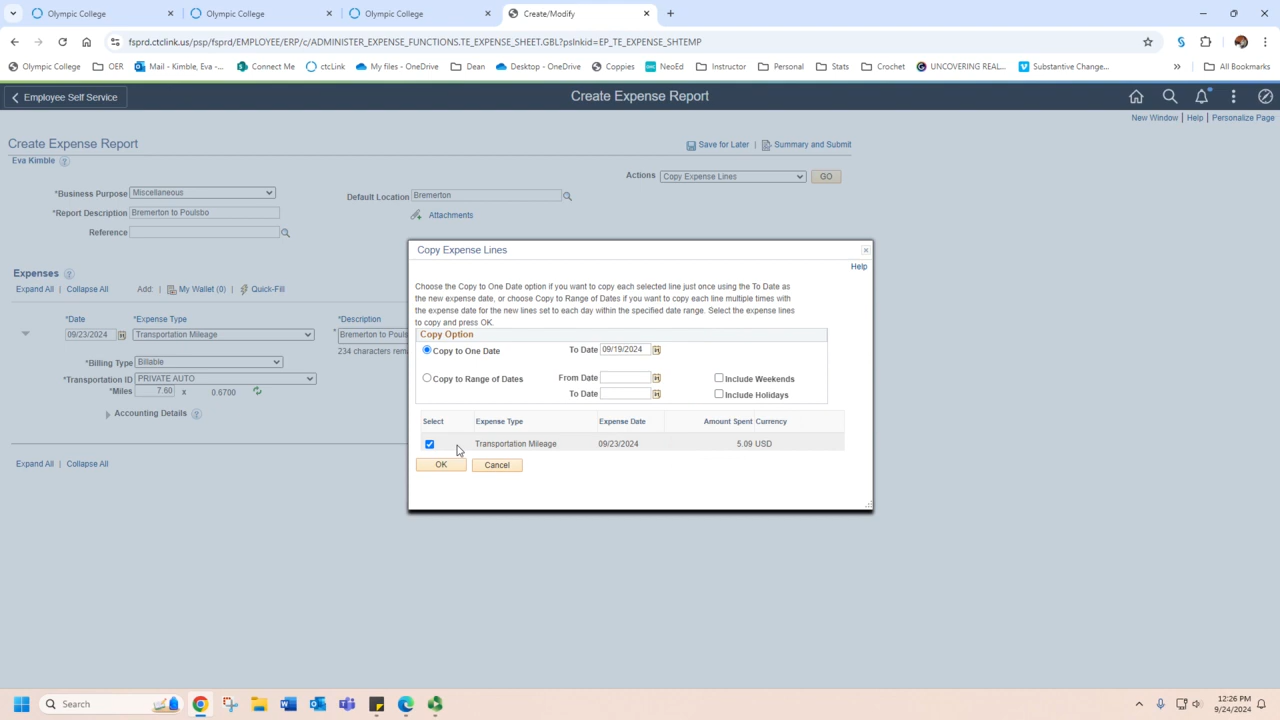 Olympic College
Olympic College
Olympic College
Create/Modify
fsprd.ctclink.us/psp/fsprd/EMPLOYEE/ERP/c/ADMINISTER_EXPENSE_FUNCTIONS.TE_EXPENSE_SHEET.GBL?pslnkid=EP_TE_EXPENSE_SHTEMP
Olympic College
OER
Mail - Kimble, Eva -...
Connect Me
ctcLink
My files - OneDrive
Dean
Desktop - OneDrive
Coppies
NeoEd
Instructor
Personal
Stats
Crochet
UNCOVERING REAL...
Substantive Change...
»
All Bookmarks
Employee Self Service
Create Expense Report
New Window | Help | Personalize Page
Create Expense Report
Save for Later | Summary and Submit
Eva Kimble
Actions Copy Expense Lines GO
*Business Purpose Miscellaneous
Default Location Bremerton
*Report Description Bremerton to Poulsbo
Attachments
Reference
Expenses
Expand All | Collapse All Add: | My Wallet (0) | Quick-Fill
*Date *Expense Type *Description
09/23/2024 Transportation Mileage * Bremerton to Pouls
234 characters rema
*Billing Type Billable
*Transportation ID PRIVATE AUTO
*Miles 7.60 x 0.6700
Accounting Details
Expand All | Collapse All
Copy Expense Lines
Help
Choose the Copy to One Date option if you want to copy each selected line just once using the To Date as
the new expense date, or choose Copy to Range of Dates if you want to copy each line multiple times with
the expense date for the new lines set to each day within the specified date range. Select the expense lines
to copy and press OK.
Copy Option
Copy to One Date To Date 09/19/2024
Copy to Range of Dates From Date Include Weekends
To Date Include Holidays
Select Expense Type Expense Date Amount Spent Currency
Transportation Mileage 09/23/2024 5.09 USD
OK Cancel
Search
12:26 PM
9/24/2024